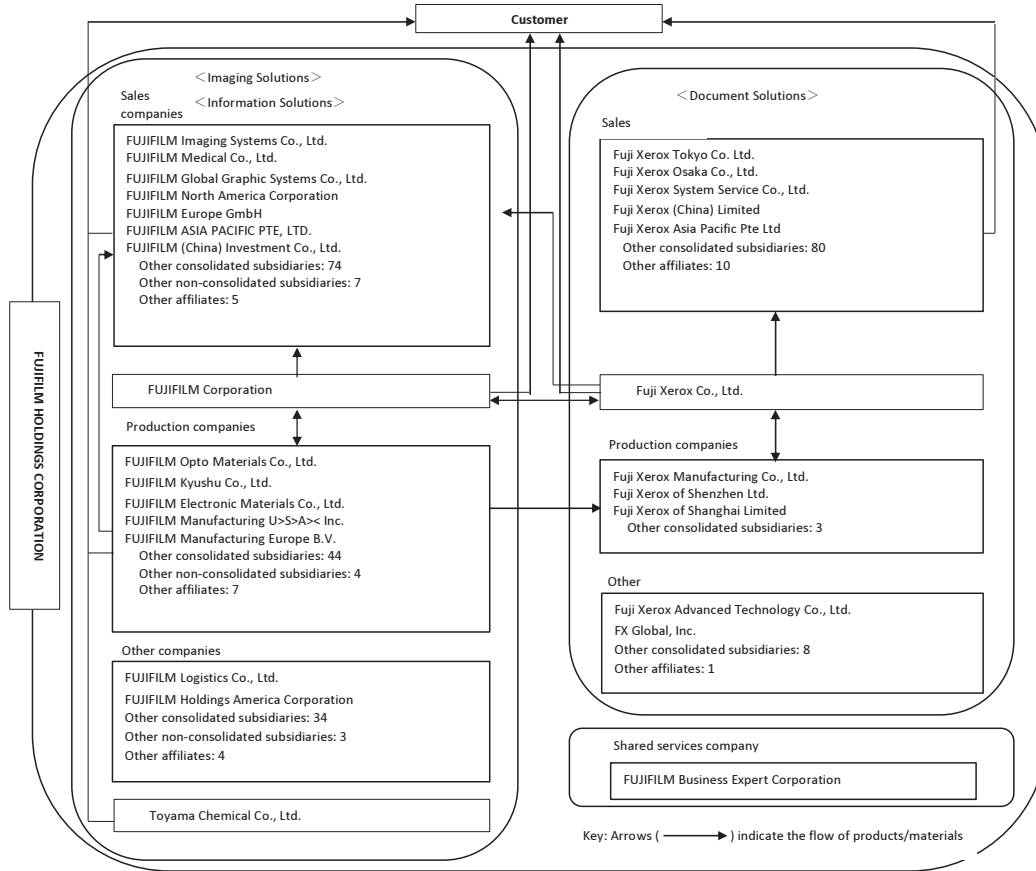 Customer
FUJIFILM HOLDINGS CORPORATION
<Imaging Solutions>
<Information Solutions>
Sales
companies
FUJIFILM Imaging Systems Co., Ltd.
FUJIFILM Medical Co., Ltd.
FUJIFILM Global Graphic Systems Co., Ltd.
FUJIFILM North America Corporation
FUJIFILM Europe GmbH
FUJIFILM ASIA PACIFIC PTE, LTD.
FUJIFILM (China) Investment Co., Ltd.
Other consolidated subsidiaries: 74
Other non-consolidated subsidiaries: 7
Other affiliates: 5
FUJIFILM Corporation
Production companies
FUJIFILM Opto Materials Co., Ltd.
FUJIFILM Kyushu Co., Ltd.
FUJIFILM Electronic Materials Co., Ltd.
FUJIFILM Manufacturing U>S>A>< Inc.
FUJIFILM Manufacturing Europe B.V.
Other consolidated subsidiaries: 44
Other non-consolidated subsidiaries: 4
Other affiliates: 7
Other companies
FUJIFILM Logistics Co., Ltd.
FUJIFILM Holdings America Corporation
Other consolidated subsidiaries: 34
Other non-consolidated subsidiaries: 3
Other affiliates: 4
Toyama Chemical Co., Ltd.
<Document Solutions>
Sales
Fuji Xerox Tokyo Co. Ltd.
Fuji Xerox Osaka Co., Ltd.
Fuji Xerox System Service Co., Ltd.
Fuji Xerox (China) Limited
Fuji Xerox Asia Pacific Pte Ltd
Other consolidated subsidiaries: 80
Other affiliates: 10
Fuji Xerox Co., Ltd.
Production companies
Fuji Xerox Manufacturing Co., Ltd.
Fuji Xerox of Shenzhen Ltd.
Fuji Xerox of Shanghai Limited
Other consolidated subsidiaries: 3
Other
Fuji Xerox Advanced Technology Co., Ltd.
FX Global, Inc.
Other consolidated subsidiaries: 8
Other affiliates: 1
Shared services company
FUJIFILM Business Expert Corporation
Key: Arrows ( ) indicate the flow of products/materials